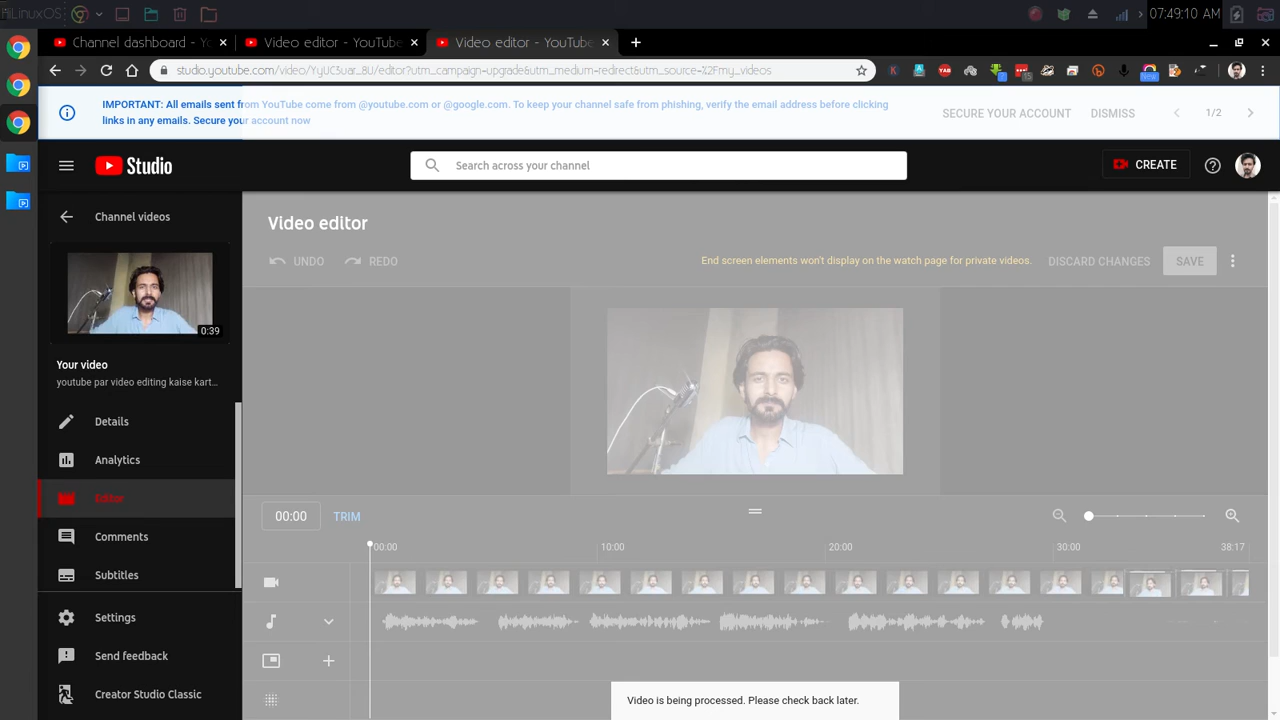 HiLinuxOS
07:49:10 AM
Channel dashboard - Yo
Video editor - YouTube
Video editor - YouTube
studio.youtube.com/video/YyUC3uar_8U/editor?utm_campaign=upgrade&utm_medium=redirect&utm_source=%2Fmy_videos
IMPORTANT: All emails sent from YouTube come from @youtube.com or @google.com. To keep your channel safe from phishing, verify the email address before clicking
links in any emails. Secure your account now
SECURE YOUR ACCOUNT
DISMISS
1/2
Studio
Search across your channel
CREATE
Channel videos
0:39
Your video
youtube par video editing kaise kart...
Details
Analytics
Editor
Comments
Subtitles
Settings
Send feedback
Creator Studio Classic
Video editor
UNDO
REDO
End screen elements won't display on the watch page for private videos.
DISCARD CHANGES
SAVE
00:00
TRIM
00:00
10:00
20:00
30:00
38:17
Video is being processed. Please check back later.